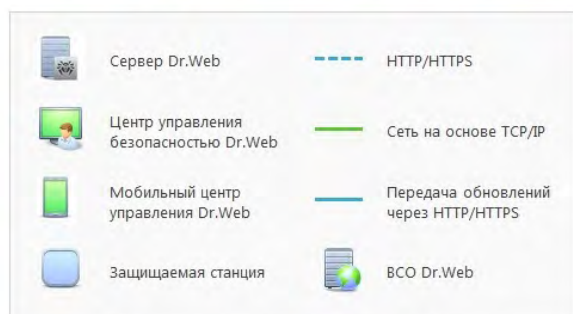 Сервер Dr.Web
HTTP/HTTPS
Центр управления
безопасностью Dr.Web
Сеть на основе TCP/IP
Мобильный центр
управления Dr.Web
Передача обновлений
через HTTP/HTTPS
Защищаемая станция
ВСО Dr.Web